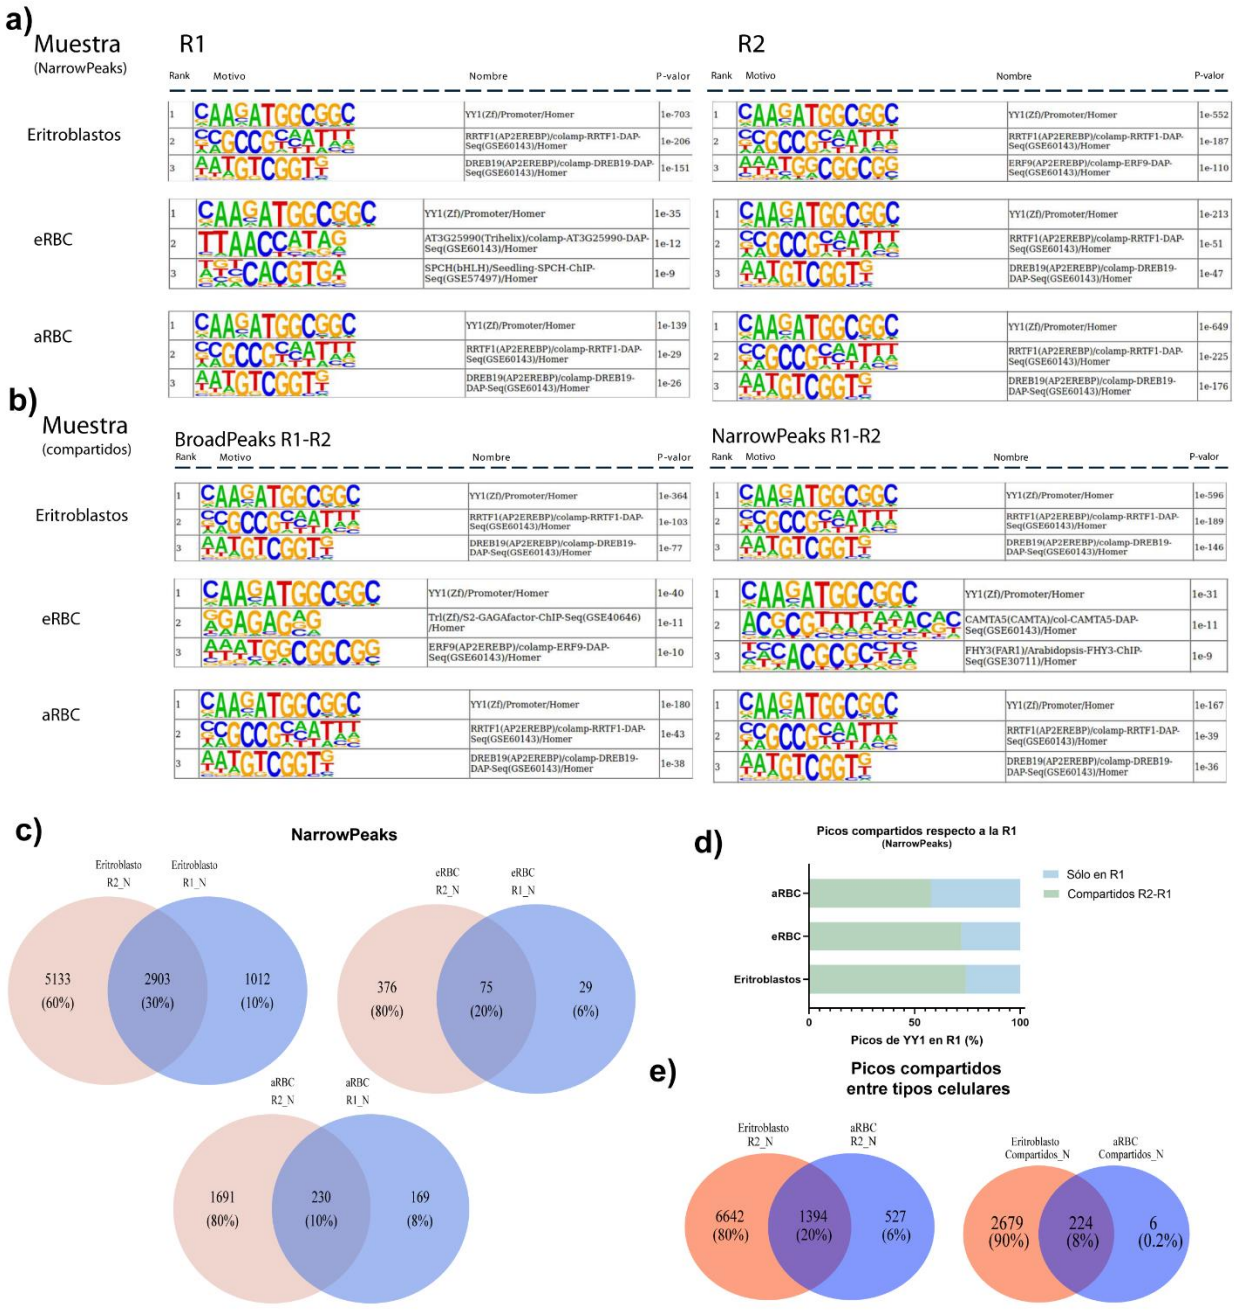 a)
Muestra
(NarrowPeaks)
R1
R2
Rank Motivo Nombre P-valor
Rank Motivo Nombre P-valor
Eritroblastos
1 CAAGATGGCGGC YY1(Zf)/Promoter/Homer 1e-703
2 RRTF1(AP2EREBP)/colamp-RRTF1-DAP-
Seq(GSE60143)/Homer 1e-206
3 DREB19(AP2EREBP)/colamp-DREB19-DAP-
Seq(GSE60143)/Homer 1e-151
1 CAAGATGGCGGC YY1(Zf)/Promoter/Homer 1e-552
2 RRTF1(AP2EREBP)/colamp-RRTF1-DAP-
Seq(GSE60143)/Homer 1e-187
3 ERF9(AP2EREBP)/colamp-ERF9-DAP-
Seq(GSE60143)/Homer 1e-110
eRBC
1 CAAGATGGCGGC YY1(Zf)/Promoter/Homer 1e-35
2 AT3G25990(Trihelix)/colamp-AT3G25990-DAP-
Seq(GSE60143)/Homer 1e-12
3 SPCH(bHLH)/Seedling-SPCH-ChIP-
Seq(GSE57497)/Homer 1e-9
1 CAAGATGGCGGC YY1(Zf)/Promoter/Homer 1e-213
2 RRTF1(AP2EREBP)/colamp-RRTF1-DAP-
Seq(GSE60143)/Homer 1e-51
3 DREB19(AP2EREBP)/colamp-DREB19-
DAP-Seq(GSE60143)/Homer 1e-47
aRBC
1 CAAGATGGCGGC YY1(Zf)/Promoter/Homer 1e-139
2 RRTF1(AP2EREBP)/colamp-RRTF1-DAP-
Seq(GSE60143)/Homer 1e-29
3 DREB19(AP2EREBP)/colamp-DREB19-
DAP-Seq(GSE60143)/Homer 1e-26
1 CAAGATGGCGGC YY1(Zf)/Promoter/Homer 1e-649
2 RRTF1(AP2EREBP)/colamp-RRTF1-DAP-
Seq(GSE60143)/Homer 1e-225
3 DREB19(AP2EREBP)/colamp-DREB19-
DAP-Seq(GSE60143)/Homer 1e-176
b)
Muestra
(compartidos)
BroadPeaks R1-R2
NarrowPeaks R1-R2
Rank Motivo Nombre P-valor
Rank Motivo Nombre P-valor
Eritroblastos
1 CAAGATGGCGGC YY1(Zf)/Promoter/Homer 1e-364
2 RRTF1(AP2EREBP)/colamp-RRTF1-DAP-
Seq(GSE60143)/Homer 1e-103
3 DREB19(AP2EREBP)/colamp-DREB19-
DAP-Seq(GSE60143)/Homer 1e-77
1 CAAGATGGCGGC YY1(Zf)/Promoter/Homer 1e-596
2 RRTF1(AP2EREBP)/colamp-RRTF1-DAP-
Seq(GSE60143)/Homer 1e-189
3 DREB19(AP2EREBP)/colamp-DREB19-
DAP-Seq(GSE60143)/Homer 1e-146
eRBC
1 CAAGATGGCGGC YY1(Zf)/Promoter/Homer 1e-40
2 Trl(Zf)/S2-GAGAfactor-ChIP-Seq(GSE40646)
/Homer 1e-11
3 ERF9(AP2EREBP)/colamp-ERF9-DAP-
Seq(GSE60143)/Homer 1e-10
1 CAAGATGGCGGC YY1(Zf)/Promoter/Homer 1e-31
2 CAMTA5(CAMTA)/col-CAMTA5-DAP-
Seq(GSE60143)/Homer 1e-11
3 FHY3(FAR1)/Arabidopsis-FHY3-ChIP-
Seq(GSE30711)/Homer 1e-9
aRBC
1 CAAGATGGCGGC YY1(Zf)/Promoter/Homer 1e-180
2 RRTF1(AP2EREBP)/colamp-RRTF1-DAP-
Seq(GSE60143)/Homer 1e-43
3 DREB19(AP2EREBP)/colamp-DREB19-
DAP-Seq(GSE60143)/Homer 1e-38
1 CAAGATGGCGGC YY1(Zf)/Promoter/Homer 1e-167
2 RRTF1(AP2EREBP)/colamp-RRTF1-DAP-
Seq(GSE60143)/Homer 1e-39
3 DREB19(AP2EREBP)/colamp-DREB19-
DAP-Seq(GSE60143)/Homer 1e-36
c)
NarrowPeaks
Eritroblasto
R2_N
Eritroblasto
R1_N
5133
(60%)
2903
(30%)
1012
(10%)
eRBC
R2_N
eRBC
R1_N
376
(80%)
75
(20%)
29
(6%)
aRBC
R2_N
aRBC
R1_N
1691
(80%)
230
(10%)
169
(8%)
d)
Picos compartidos respecto a la R1
(NarrowPeaks)
Sólo en R1
Compartidos R2-R1
aRBC
eRBC
Eritroblastos
0 50 100
Picos de YY1 en R1 (%)
e)
Picos compartidos
entre tipos celulares
Eritroblasto
R2_N
aRBC
R2_N
6642
(80%)
1394
(20%)
527
(6%)
Eritroblasto
Compartidos_N
aRBC
Compartidos_N
2679
(90%)
224
(8%)
6
(0.2%)